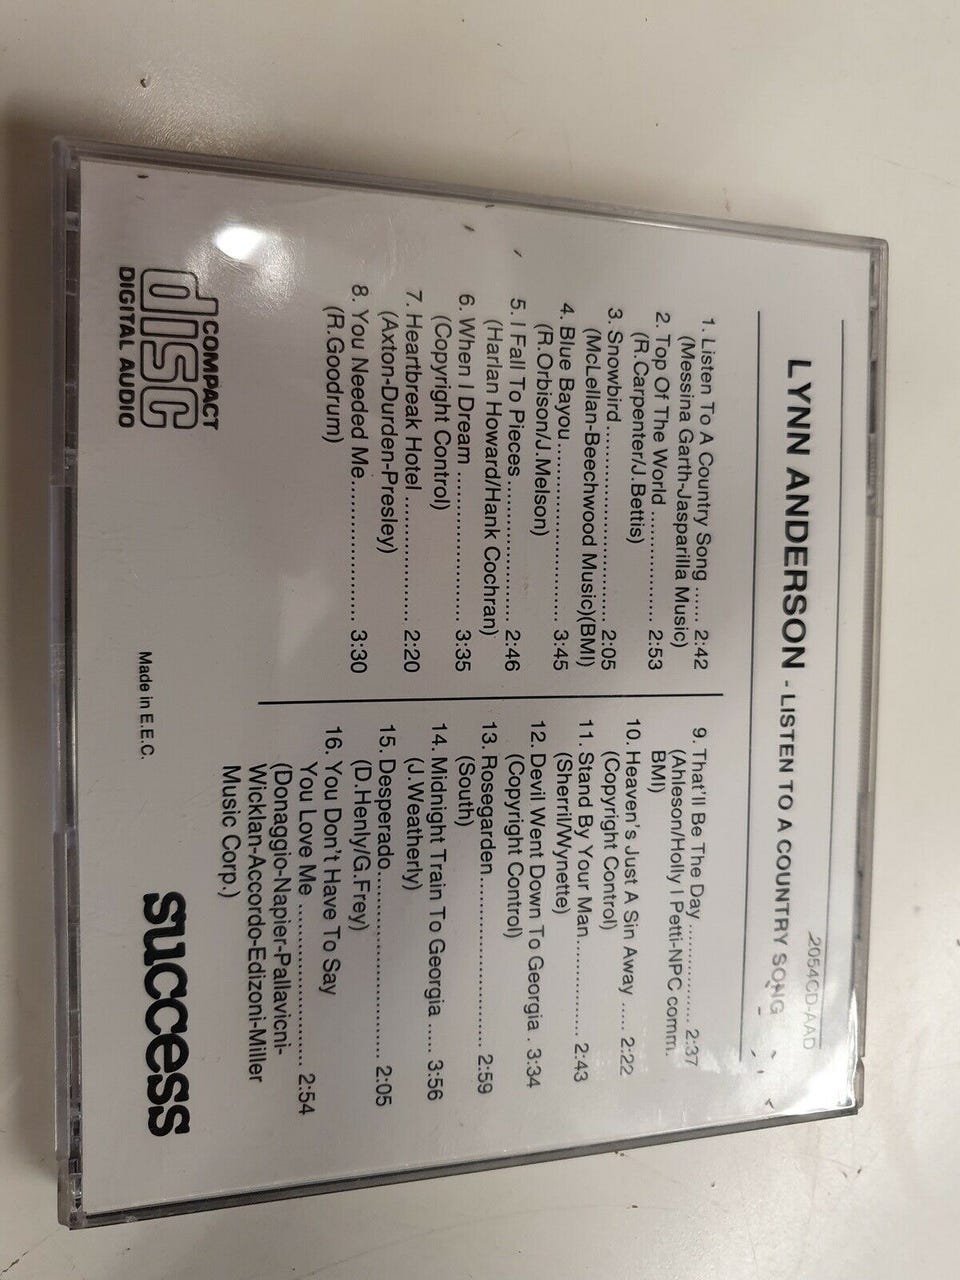 2054CD-AAD
LYNN ANDERSON - LISTEN TO A COUNTRY SONG
1. Listen To A Country Song ...... 2:42
(Messina Garth-Jasparilla Music)
2. Top Of The World ................ 2:53
(R.Carpenter/J.Bettis)
3. Snowbird .......................... 2:05
(McLellan-Beechwood Music)(BMI)
4. Blue Bayou........................ 3:45
(R.Orbison/J.Melson)
5. I Fall To Pieces ................... 2:46
(Harlan Howard/Hank Cochran)
6. When I Dream .................... 3:35
(Copyright Control)
7. Heartbreak Hotel ................. 2:20
(Axton-Durden-Presley)
8. You Needed Me................... 3:30
(R.Goodrum)
9. That'll Be The Day .............. 2:37
(Ahleson/Holly I Petti-NPC comm.
BMI)
10. Heaven's Just A Sin Away ..... 2:22
(Copyright Control)
11. Stand By Your Man.............. 2:43
(Sherril/Wynette)
12. Devil Went Down To Georgia . 3:34
(Copyright Control)
13. Rosegarden....................... 2:59
(South)
14. Midnight Train To Georgia ..... 3:56
(J.Weatherly)
15. Desperado......................... 2:05
(D.Henly/G.Frey)
16. You Don't Have To Say
You Love Me ..................... 2:54
(Donaggio-Napier-Pallavicni-
Wicklan-Accordo-Edizoni-Miller
Music Corp.)
COMPACT
disc
DIGITAL AUDIO
Made in E.E.C.
success